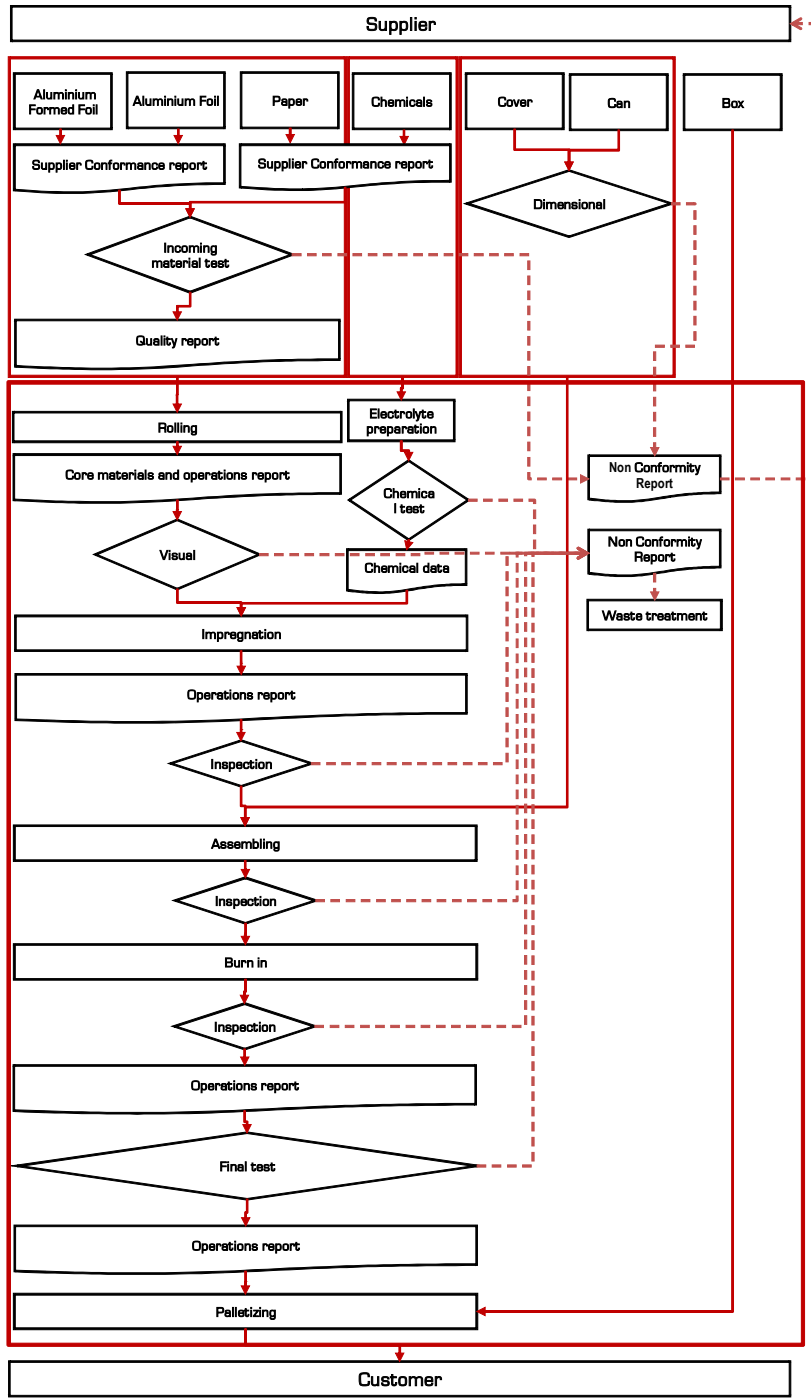 Supplier
Aluminium
Formed Foil
Aluminium Foil
Paper
Chemicals
Cover
Can
Box
Supplier Conformance report
Supplier Conformance report
Dimensional
Incoming
material test
Quality report
Rolling
Electrolyte
preparation
Core materials and operations report
Chemica
l test
Non Conformity
Report
Visual
Chemical data
Non Conformity
Report
Waste treatment
Impregnation
Operations report
Inspection
Assembling
Inspection
Burn in
Inspection
Operations report
Final test
Operations report
Palletizing
Customer